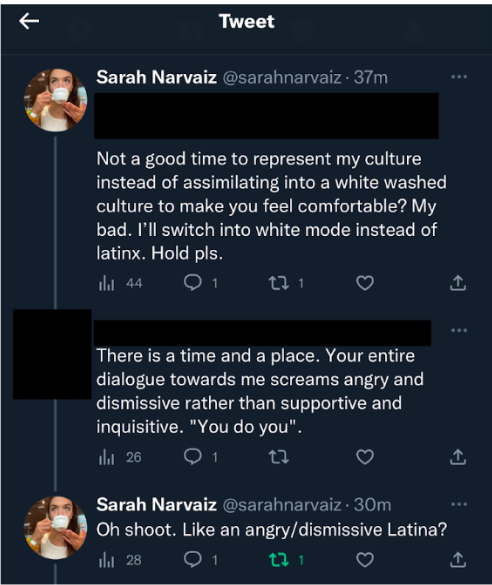 Tweet
Sarah Narvaiz @sarahnarvaiz · 37m
Not a good time to represent my culture
instead of assimilating into a white washed
culture to make you feel comfortable? My
bad. I'll switch into white mode instead of
latinx. Hold pls.
44 1 1
There is a time and a place. Your entire
dialogue towards me screams angry and
dismissive rather than supportive and
inquisitive. "You do you".
26 1
Sarah Narvaiz @sarahnarvaiz · 30m
Oh shoot. Like an angry/dismissive Latina?
28 1 1